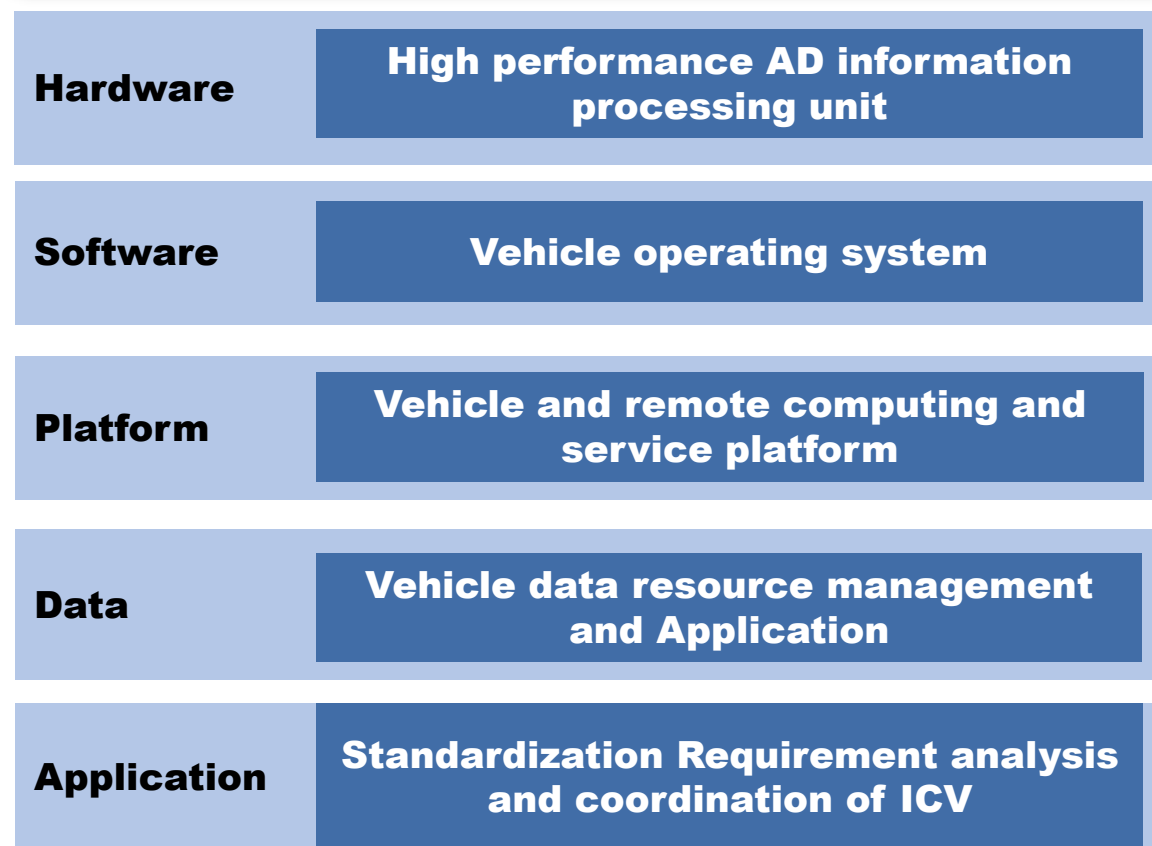 Hardware
High performance AD information
processing unit
Software
Vehicle operating system
Platform
Vehicle and remote computing and
service platform
Data
Vehicle data resource management
and Application
Application
Standardization Requirement analysis
and coordination of ICV